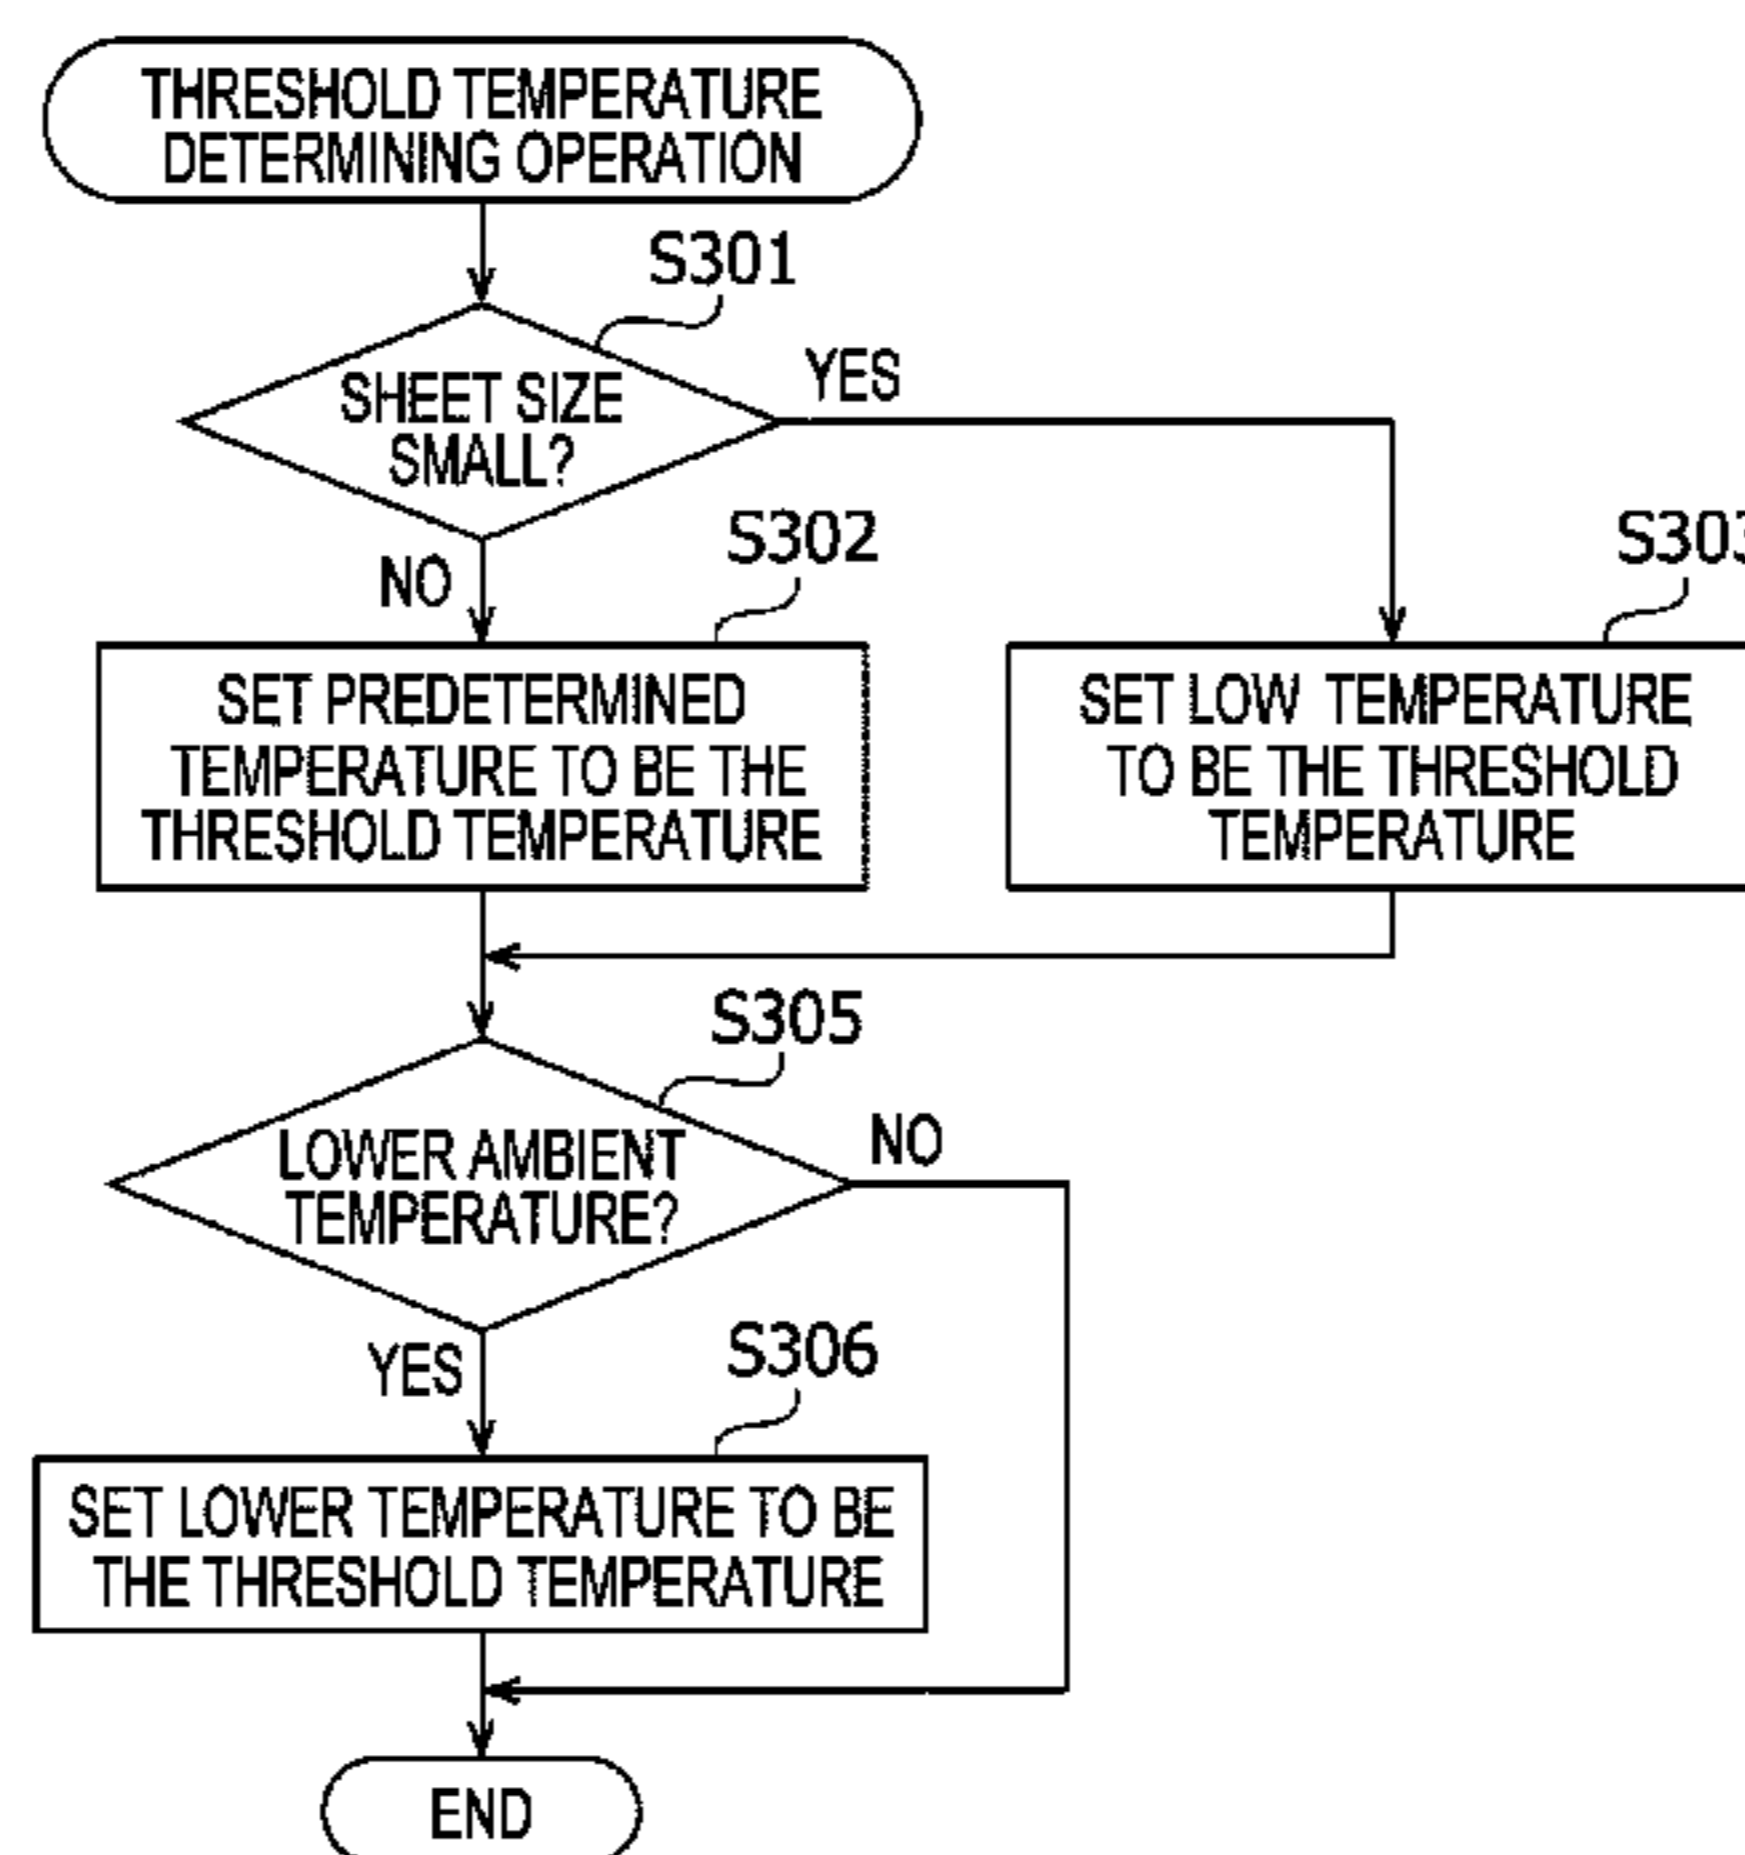 THRESHOLD TEMPERATURE
DETERMINING OPERATION
S301
SHEET SIZE
SMALL?
YES
NO
S302
SET PREDETERMINED
TEMPERATURE TO BE THE
THRESHOLD TEMPERATURE
S303
SET LOW TEMPERATURE
TO BE THE THRESHOLD
TEMPERATURE
S305
LOWER AMBIENT
TEMPERATURE?
NO
YES
S306
SET LOWER TEMPERATURE TO BE
THE THRESHOLD TEMPERATURE
END